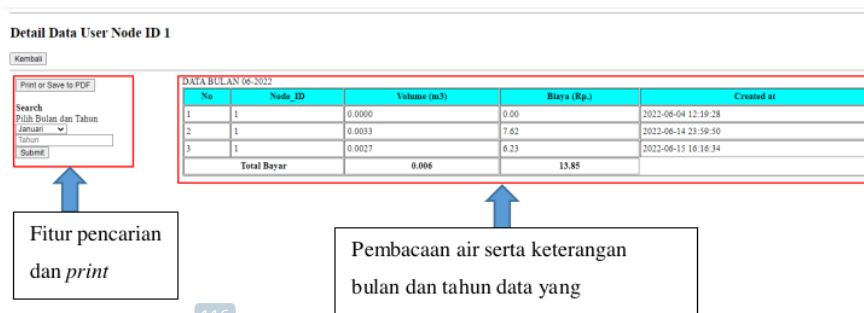 Detail Data User Node ID 1
Kembali
Print or Save to PDF
Search
Pilih Bulan dan Tahun
Januari
Tahun
Submit
DATA BULAN 06-2022
No Node_ID Volume (m3) Biaya (Rp.) Created at
1 1 0.0000 0.00 2022-06-04 12:19:28
2 1 0.0033 7.62 2022-06-14 23:59:50
3 1 0.0027 6.23 2022-06-15 16:16:34
Total Bayar 0.006 13.85
Fitur pencarian
dan print
Pembacaan air serta keterangan
bulan dan tahun data yang